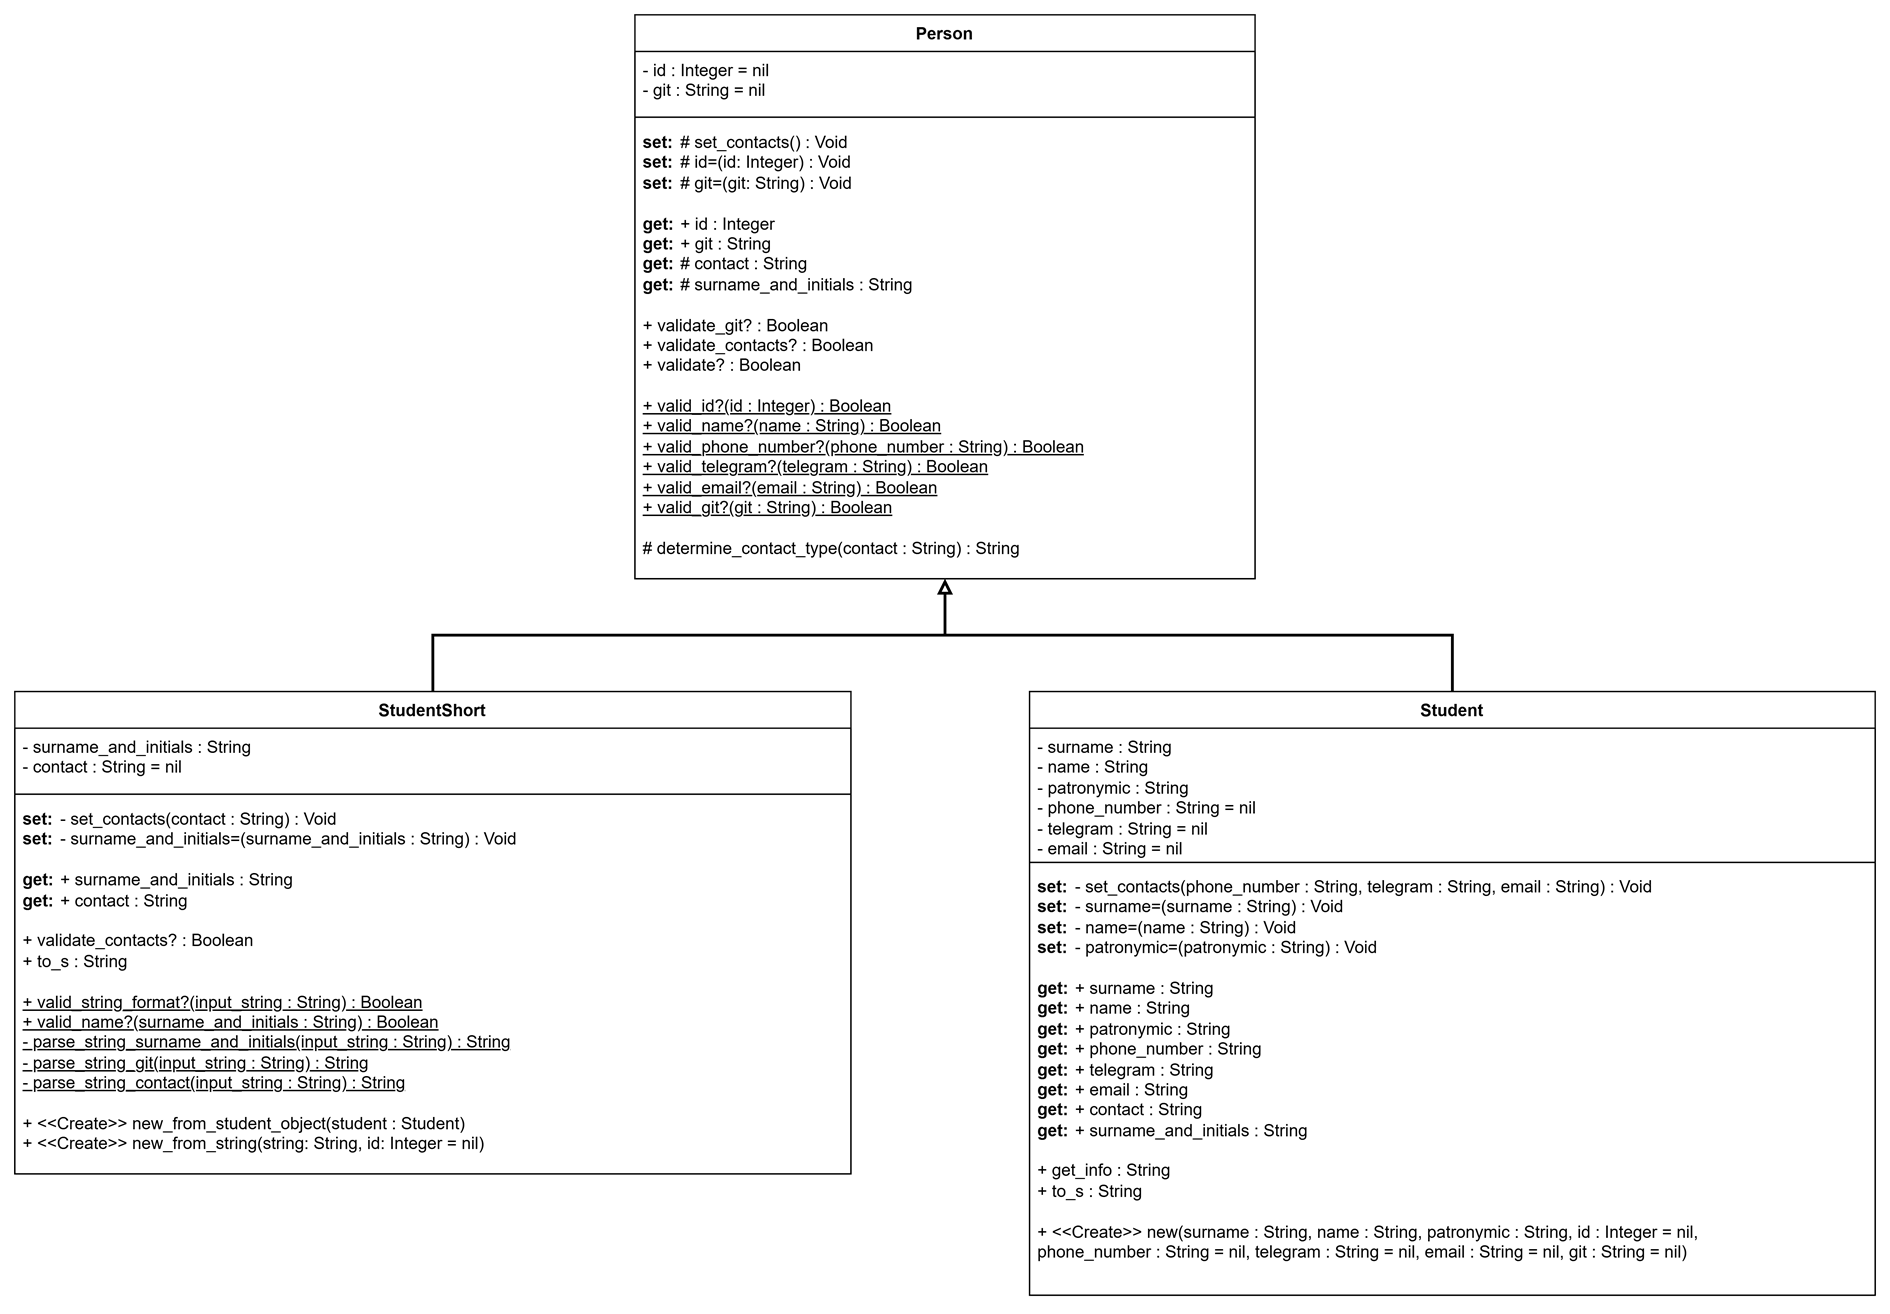 Person
- id : Integer = nil
- git : String = nil
set: # set_contacts() : Void
set: # id=(id: Integer) : Void
set: # git=(git: String) : Void
get: + id : Integer
get: + git : String
get: # contact : String
get: # surname_and_initials : String
+ validate_git? : Boolean
+ validate_contacts? : Boolean
+ validate? : Boolean
+ valid_id?(id : Integer) : Boolean
+ valid_name?(name : String) : Boolean
+ valid_phone_number?(phone_number : String) : Boolean
+ valid_telegram?(telegram : String) : Boolean
+ valid_email?(email : String) : Boolean
+ valid_git?(git : String) : Boolean
# determine_contact_type(contact : String) : String
StudentShort
- surname_and_initials : String
- contact : String = nil
set: - set_contacts(contact : String) : Void
set: - surname_and_initials=(surname_and_initials : String) : Void
get: + surname_and_initials : String
get: + contact : String
+ validate_contacts? : Boolean
+ to_s : String
+ valid_string_format?(input_string : String) : Boolean
+ valid_name?(surname_and_initials : String) : Boolean
- parse_string_surname_and_initials(input_string : String) : String
- parse_string_git(input_string : String) : String
- parse_string_contact(input_string : String) : String
+ <<Create>> new_from_student_object(student : Student)
+ <<Create>> new_from_string(string: String, id: Integer = nil)
Student
- surname : String
- name : String
- patronymic : String
- phone_number : String = nil
- telegram : String = nil
- email : String = nil
set: - set_contacts(phone_number : String, telegram : String, email : String) : Void
set: - surname=(surname : String) : Void
set: - name=(name : String) : Void
set: - patronymic=(patronymic : String) : Void
get: + surname : String
get: + name : String
get: + patronymic : String
get: + phone_number : String
get: + telegram : String
get: + email : String
get: + contact : String
get: + surname_and_initials : String
+ get_info : String
+ to_s : String
+ <<Create>> new(surname : String, name : String, patronymic : String, id : Integer = nil,
phone_number : String = nil, telegram : String = nil, email : String = nil, git : String = nil)